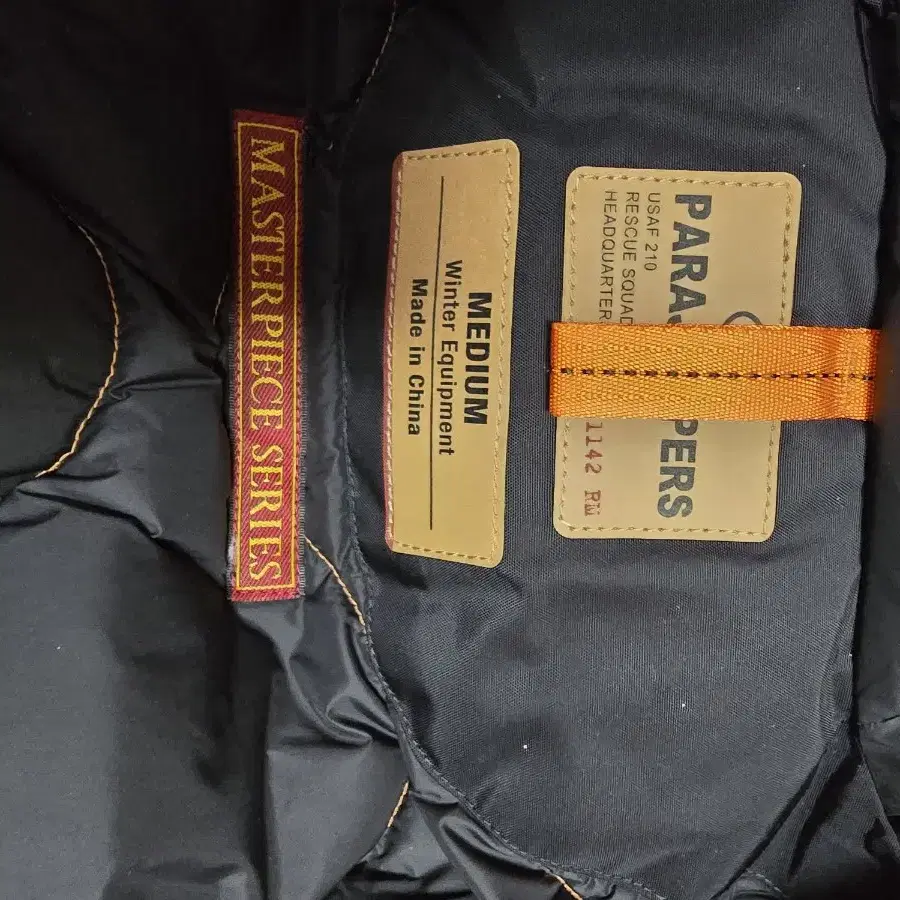 MASTERPIECE SERIES
MEDIUM
Winter Equipment
Made in China
PARA PERS
USAF 210
RESCUE SQUAD
HEADQUARTER
1142 RM